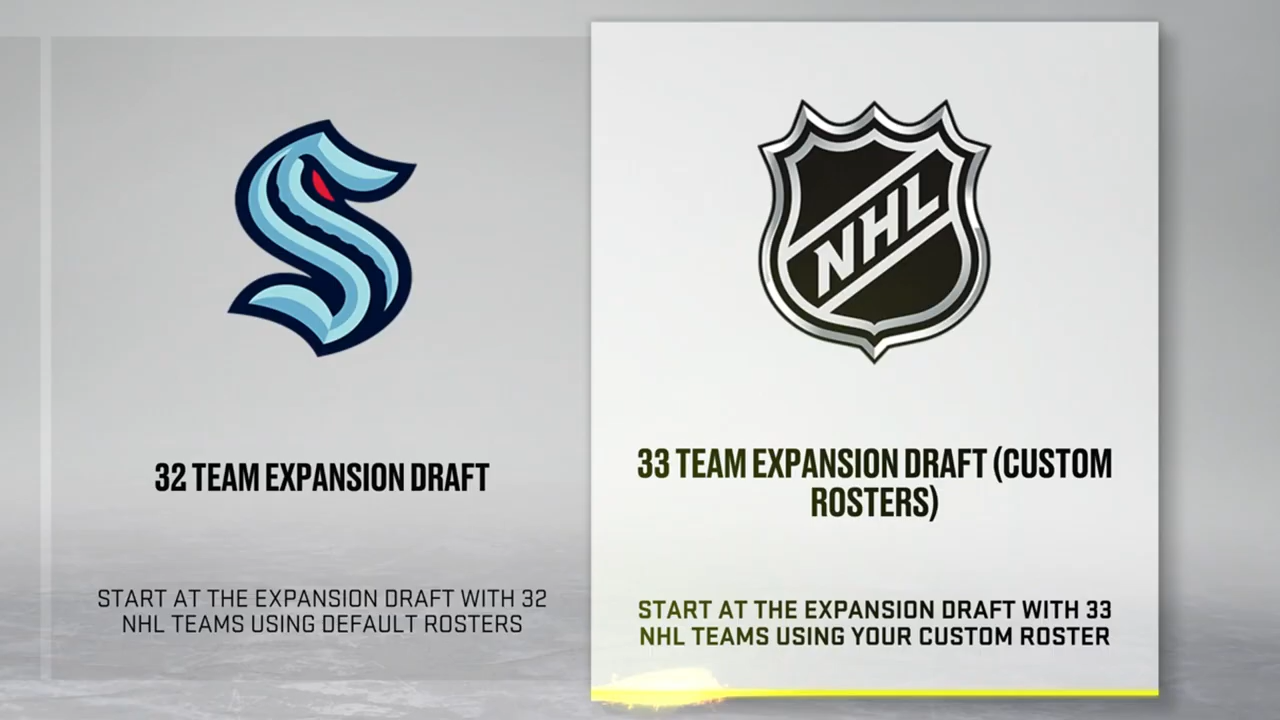 32 TEAM EXPANSION DRAFT
START AT THE EXPANSION DRAFT WITH 32
NHL TEAMS USING DEFAULT ROSTERS
NHL
33 TEAM EXPANSION DRAFT (CUSTOM
ROSTERS)
START AT THE EXPANSION DRAFT WITH 33
NHL TEAMS USING YOUR CUSTOM ROSTER